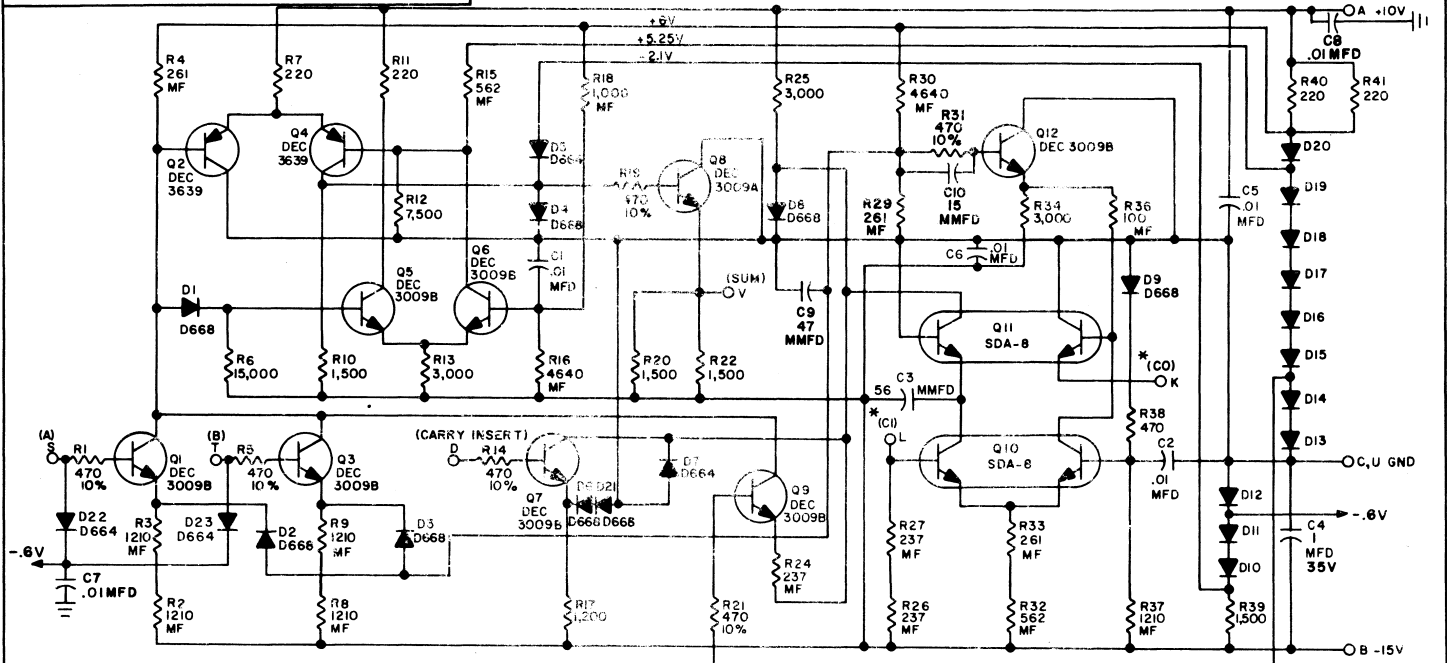 A +10V
+6V
+5.25V
-2.1V
C8
.01MFD
R4
261
MF
R7
220
R11
220
R15
562
MF
R18
1,000
MF
R25
3,000
R30
4640
MF
R31
470
10%
Q12
DEC 3009B
R40
220
R41
220
Q2
DEC
3639
Q4
DEC
3639
R12
7,500
D664
R19
470
10%
Q8
DEC
3009A
D4
D668
D8
D668
R29
261
MF
C10
15
MMFD
R34
3,000
R36
100
MF
C5
.01
MFD
D20
D19
D18
D17
D16
D15
D14
D13
C1
.01
MFD
C6
.01
MFD
D9
D668
D1
D668
Q5
DEC
3009B
Q6
DEC
3009B
(SUM)
V
C9
47
MMFD
Q11
SDA-8
*
(CO)
K
R6
15,000
R10
1,500
R13
3,000
R16
4640
MF
R20
1,500
R22
1,500
56
C3
MMFD
*
(CI)
L
R38
470
(A)
S
R1
470
10%
Q1
DEC
3009B
(B)
T
R5
470
10%
Q3
DEC
3009B
(CARRY INSERT)
D
R14
470
10%
Q7
DEC
3009B
D21
D668
D668
D7
D664
Q9
DEC
3009B
Q10
SDA-8
C2
.01
MFD
C,U GND
D12
-.6V
D11
D10
C4
1
MFD
35V
D22
D664
R3
1210
MF
D23
D664
D2
D668
R9
1210
MF
D3
D668
R24
237
MF
R27
237
MF
R33
261
MF
-.6V
C7
.01MFD
R2
1210
MF
R8
1210
MF
R17
1,200
R21
470
10%
R26
237
MF
R32
562
MF
R37
1210
MF
R39
1,500
B -15V